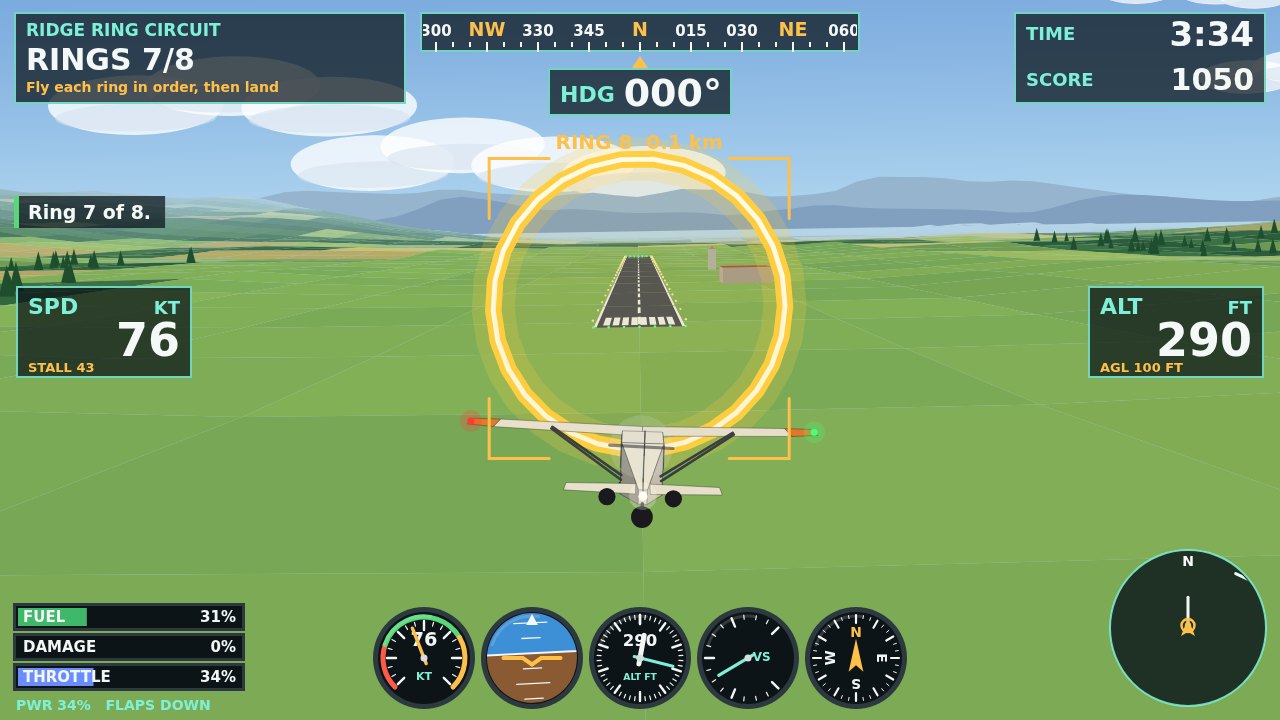 RIDGE RING CIRCUIT
RINGS 7/8
Fly each ring in order, then land
300 NW 330 345 N 015 030 NE 060
HDG 000°
TIME 3:34
SCORE 1050
RING 8 0.1 km
Ring 7 of 8.
SPD KT
76
STALL 43
ALT FT
290
AGL 100 FT
FUEL 31%
DAMAGE 0%
THROTTLE 34%
PWR 34% FLAPS DOWN
76
KT
290
ALT FT
VS
N
W E
S
N